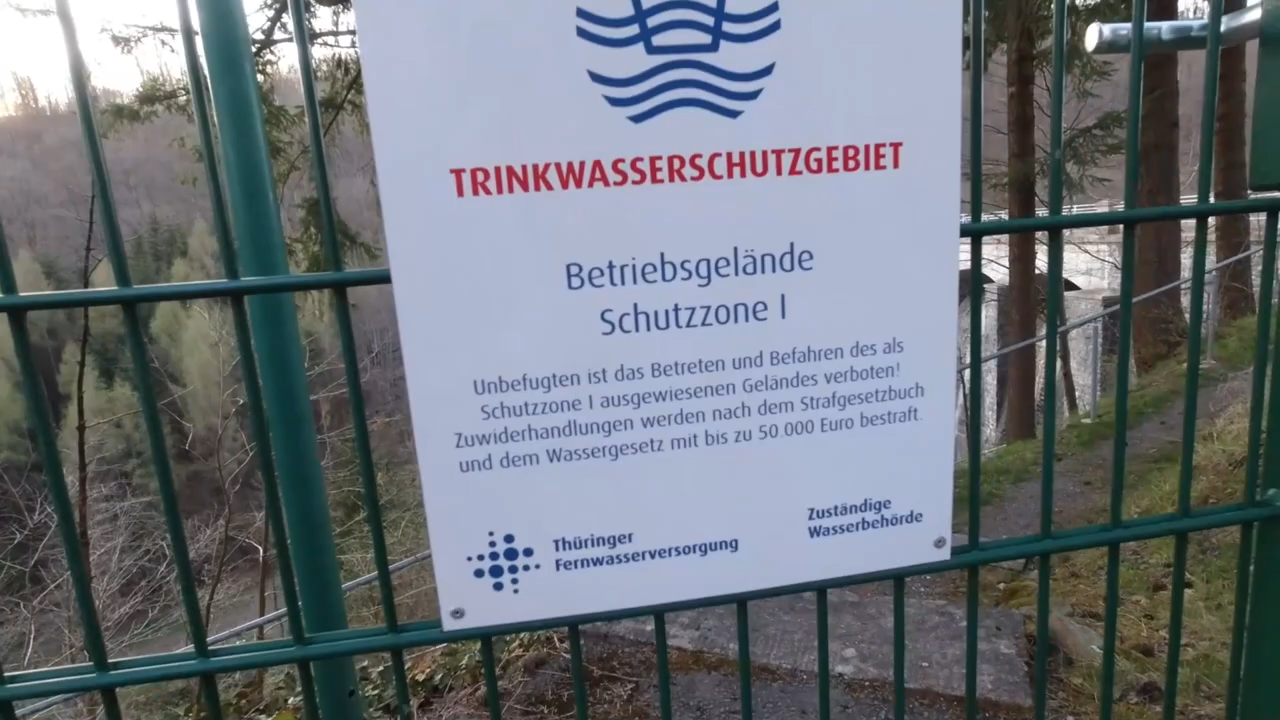 TRINKWASSERSCHUTZGEBIET
Betriebsgelände
Schutzzone I
Unbefugten ist das Betreten und Befahren des als
Schutzzone I ausgewiesenen Geländes verboten!
Zuwiderhandlungen werden nach dem Strafgesetzbuch
und dem Wassergesetz mit bis zu 50.000 Euro bestraft.
Thüringer
Fernwasserversorgung
Zuständige
Wasserbehörde